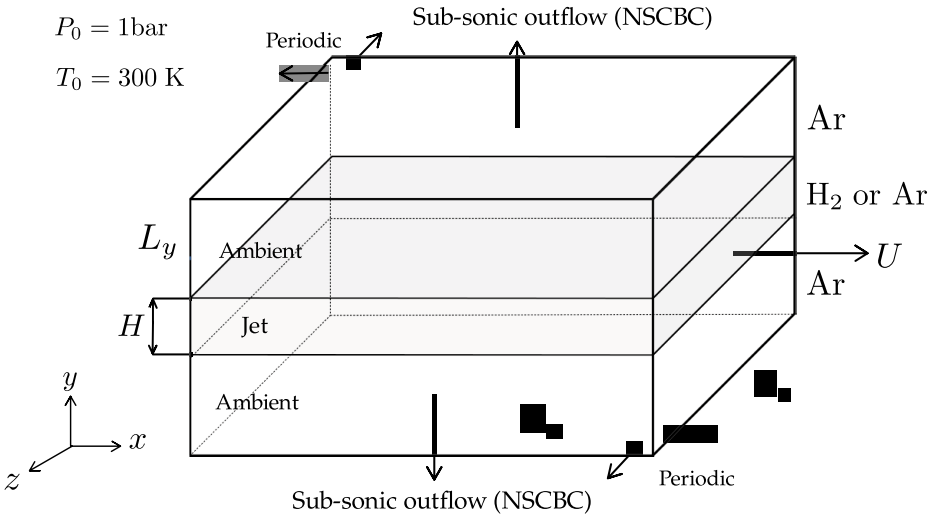 P₀ = 1bar
T₀ = 300 K
Sub-sonic outflow (NSCBC)
Periodic
Ar
H₂ or Ar
L_y
Ambient
U
Ar
H
Jet
Ambient
y
x
z
Periodic
Sub-sonic outflow (NSCBC)